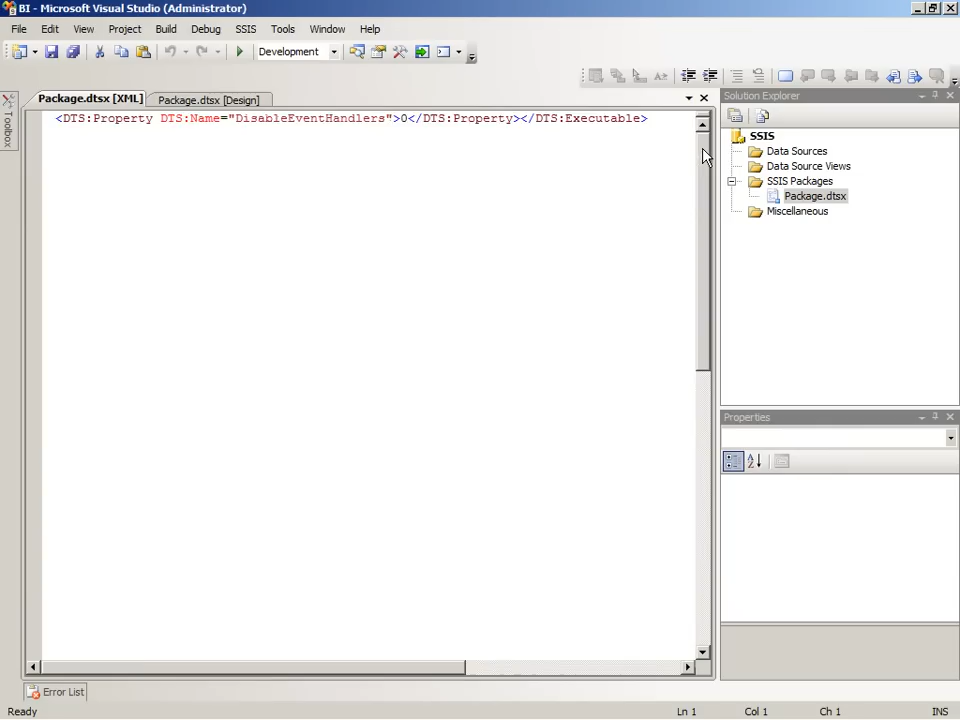 BI - Microsoft Visual Studio (Administrator)
File Edit View Project Build Debug SSIS Tools Window Help
Development
Package.dtsx [XML] Package.dtsx [Design]
Toolbox
<DTS:Property DTS:Name="DisableEventHandlers">0</DTS:Property></DTS:Executable>
Solution Explorer
SSIS
Data Sources
Data Source Views
SSIS Packages
Package.dtsx
Miscellaneous
Properties
Error List
Ready Ln 1 Col 1 Ch 1 INS